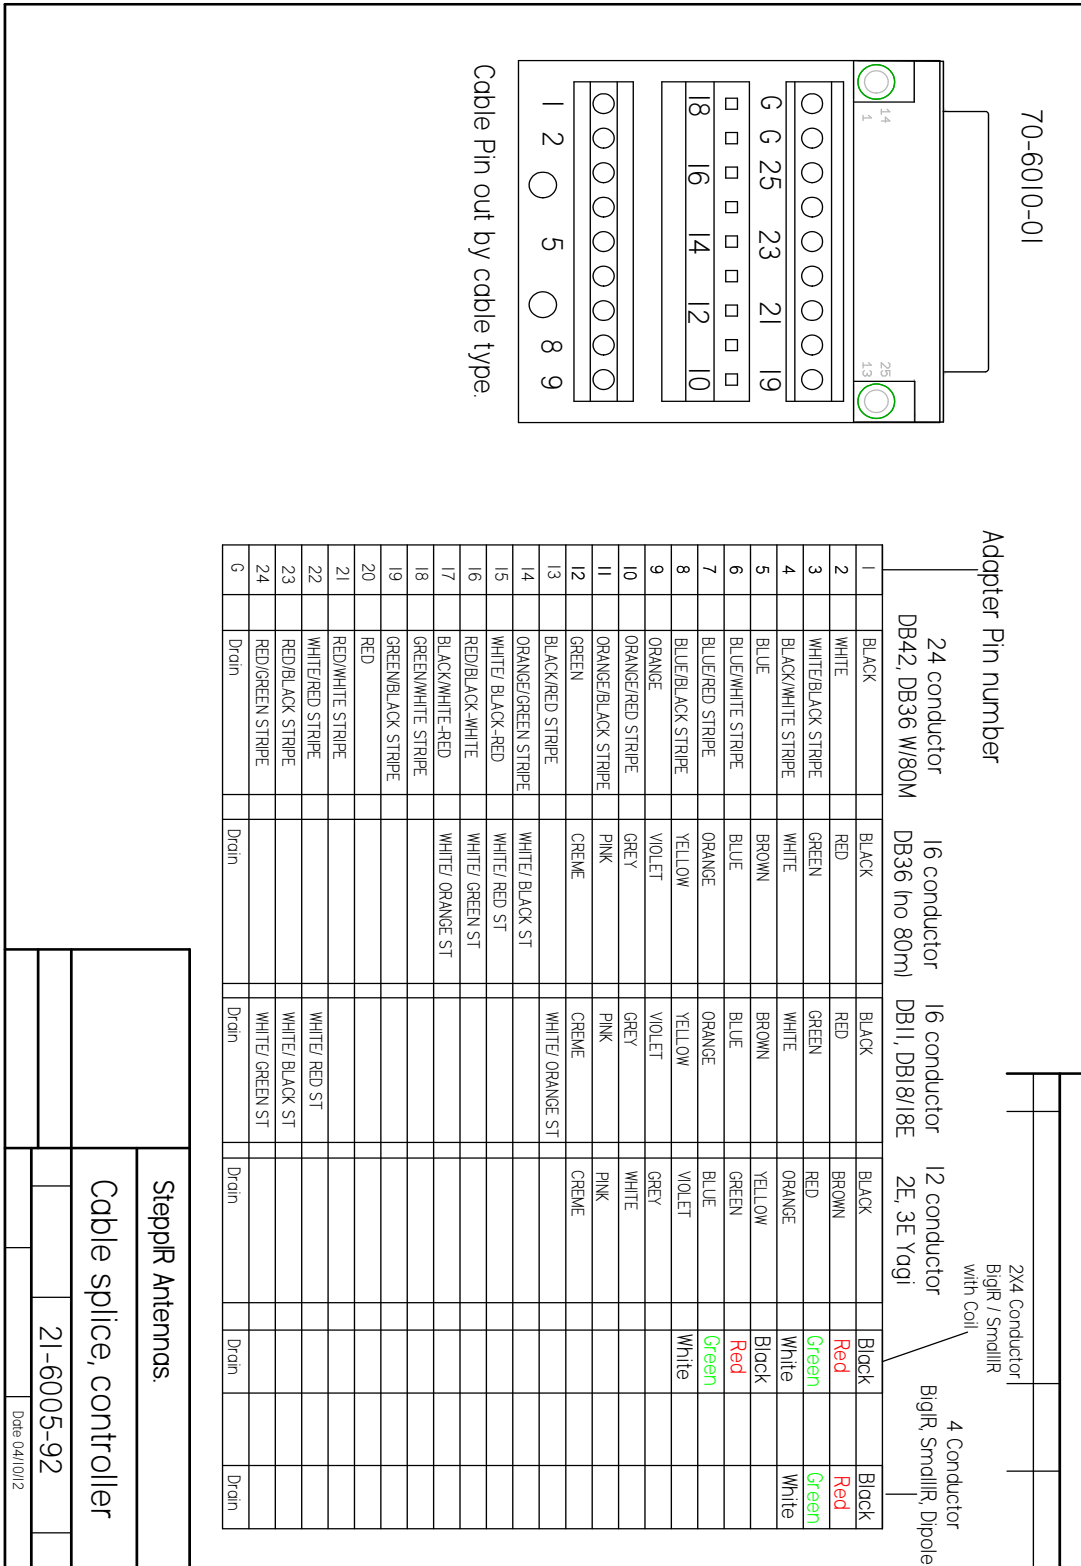 70-6010-01
14
1
25
13
G G 25 23 21 19
18 16 14 12 10
1 2 5 8 9
Cable Pin out by cable type.
Adapter Pin number
24 conductor
DB42, DB36 W/80M
16 conductor
DB36 (no 80m)
16 conductor
DB11, DB18/18E
12 conductor
2E, 3E Yagi
2X4 Conductor
BigIR / SmallIR
with Coil
4 Conductor
BigIR, SmallIR, Dipole
1 BLACK BLACK BLACK BLACK Black Black
2 WHITE RED RED BROWN Red Red
3 WHITE/BLACK STRIPE GREEN GREEN RED Green Green
4 BLACK/WHITE STRIPE WHITE WHITE ORANGE White White
5 BLUE BROWN BROWN YELLOW Black
6 BLUE/WHITE STRIPE BLUE BLUE GREEN Red
7 BLUE/RED STRIPE ORANGE ORANGE BLUE Green
8 BLUE/BLACK STRIPE YELLOW YELLOW VIOLET White
9 ORANGE VIOLET VIOLET GREY
10 ORANGE/RED STRIPE GREY GREY WHITE
11 ORANGE/BLACK STRIPE PINK PINK PINK
12 GREEN CREME CREME CREME
13 BLACK/RED STRIPE WHITE/ ORANGE ST
14 ORANGE/GREEN STRIPE WHITE/ BLACK ST
15 WHITE/ BLACK-RED WHITE/ RED ST
16 RED/BLACK-WHITE WHITE/ GREEN ST
17 BLACK/WHITE-RED WHITE/ ORANGE ST
18 GREEN/WHITE STRIPE
19 GREEN/BLACK STRIPE
20 RED
21 RED/WHITE STRIPE
22 WHITE/RED STRIPE WHITE/ RED ST
23 RED/BLACK STRIPE WHITE/ BLACK ST
24 RED/GREEN STRIPE WHITE/ GREEN ST
G Drain Drain Drain Drain Drain Drain
SteppIR Antennas.
Cable splice, controller
21-6005-92
Date 04/10/12